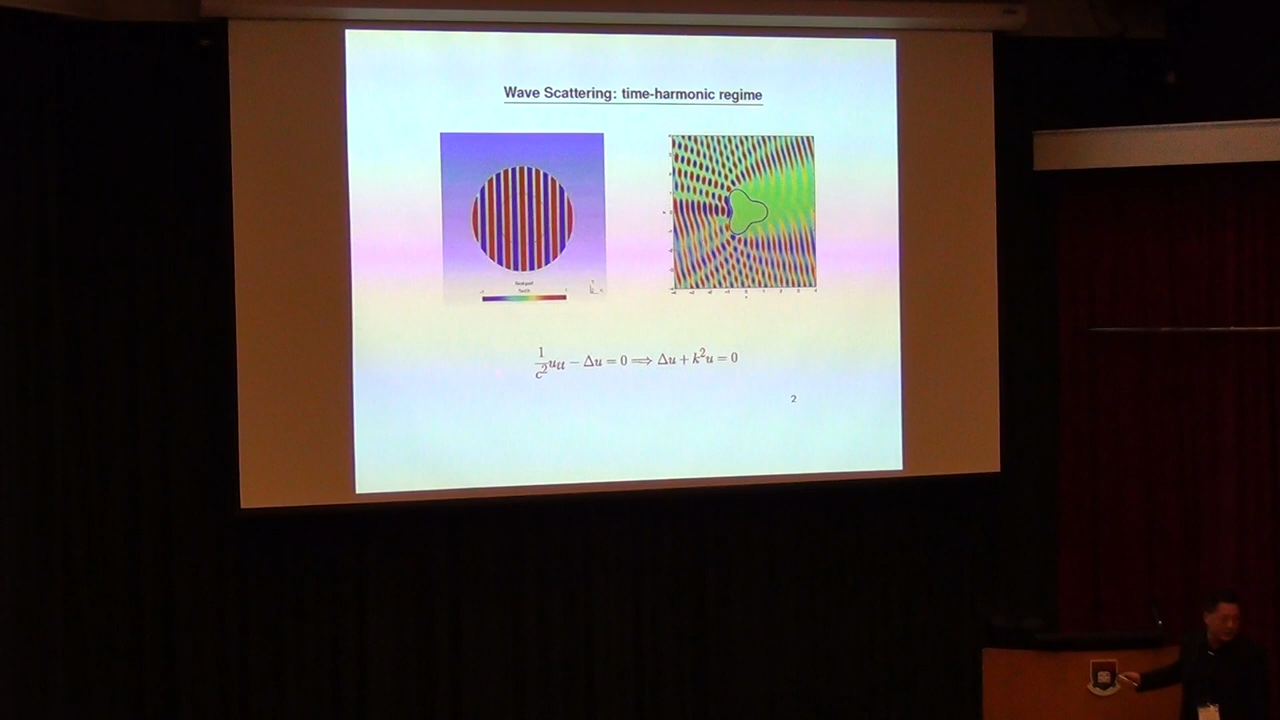 Wave Scattering: time-harmonic regime
1/c² u_tt − Δu = 0 ⟹ Δu + k²u = 0
2